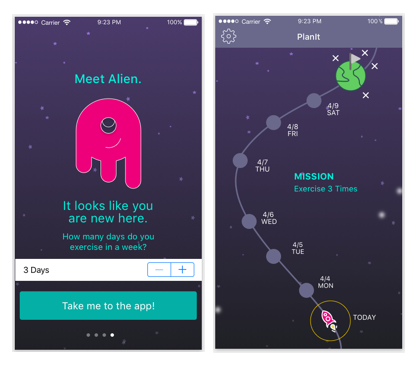 9:23 PM
100%
Meet Alien.
It looks like you
are new here.
How many days do you
exercise in a week?
3 Days
Take me to the app!
9:23 PM
100%
PlanIt
4/9
SAT
4/8
FRI
4/7
THU
MISSION
Exercise 3 Times
4/6
WED
4/5
TUE
4/4
MON
TODAY